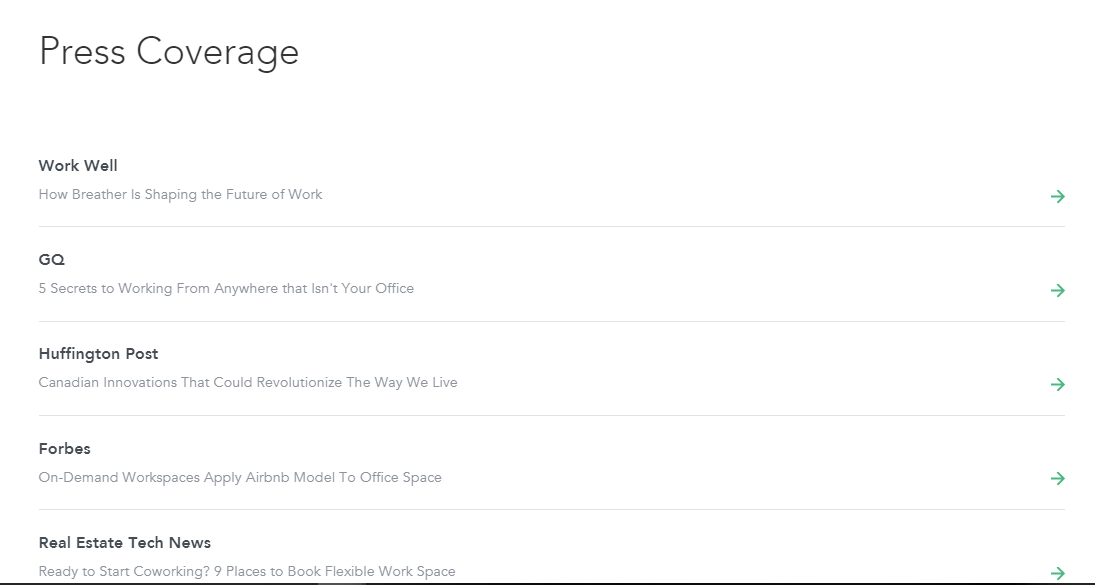 Press Coverage
Work Well
How Breather Is Shaping the Future of Work
GQ
5 Secrets to Working From Anywhere that Isn't Your Office
Huffington Post
Canadian Innovations That Could Revolutionize The Way We Live
Forbes
On-Demand Workspaces Apply Airbnb Model To Office Space
Real Estate Tech News
Ready to Start Coworking? 9 Places to Book Flexible Work Space